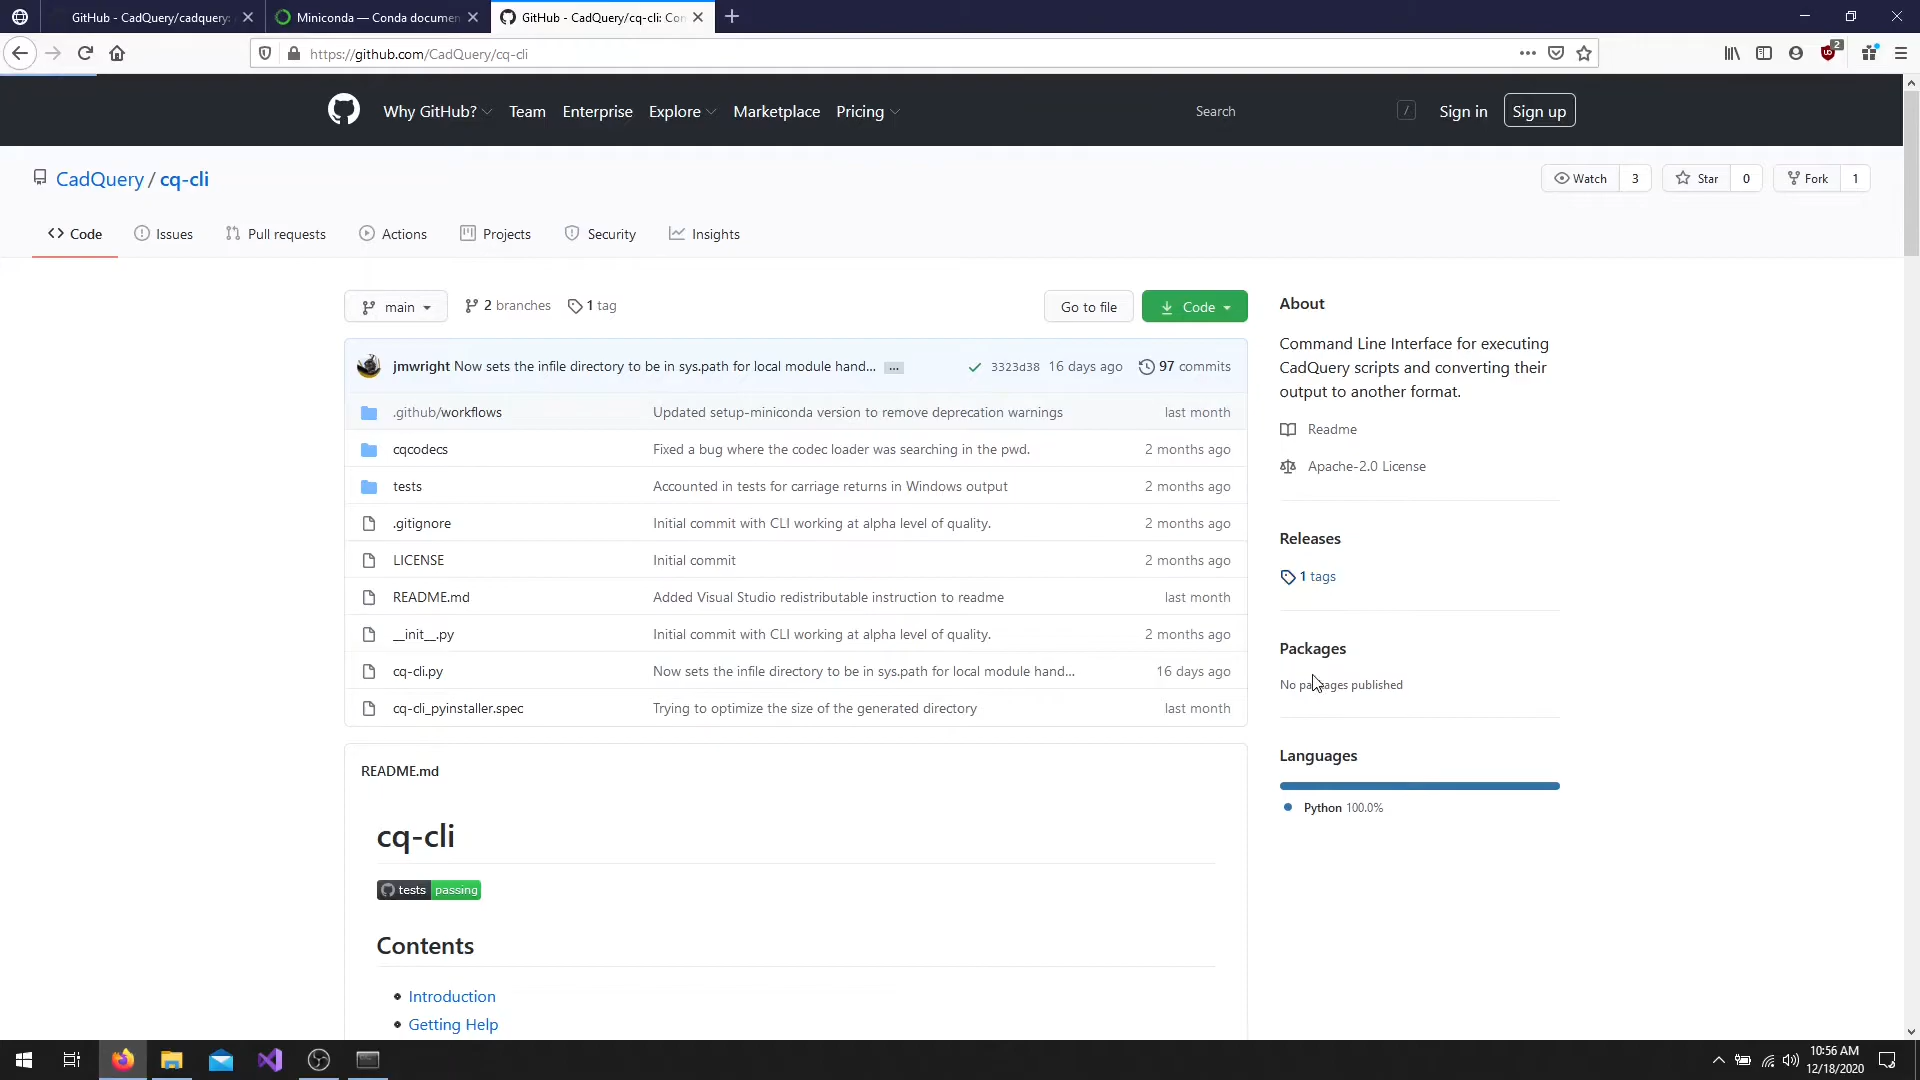 GitHub - CadQuery/cadquery:
Miniconda — Conda documen
GitHub - CadQuery/cq-cli: Con
https://github.com/CadQuery/cq-cli
2
Why GitHub?
Team
Enterprise
Explore
Marketplace
Pricing
Search
/
Sign in
Sign up
CadQuery / cq-cli
Watch 3
Star 0
Fork 1
Code
Issues
Pull requests
Actions
Projects
Security
Insights
main
2 branches
1 tag
Go to file
Code
jmwright Now sets the infile directory to be in sys.path for local module hand... ... 3323d38 16 days ago 97 commits
.github/workflows Updated setup-miniconda version to remove deprecation warnings last month
cqcodecs Fixed a bug where the codec loader was searching in the pwd. 2 months ago
tests Accounted in tests for carriage returns in Windows output 2 months ago
.gitignore Initial commit with CLI working at alpha level of quality. 2 months ago
LICENSE Initial commit 2 months ago
README.md Added Visual Studio redistributable instruction to readme last month
__init__.py Initial commit with CLI working at alpha level of quality. 2 months ago
cq-cli.py Now sets the infile directory to be in sys.path for local module hand... 16 days ago
cq-cli_pyinstaller.spec Trying to optimize the size of the generated directory last month
README.md
cq-cli
tests passing
Contents
Introduction
Getting Help
About
Command Line Interface for executing
CadQuery scripts and converting their
output to another format.
Readme
Apache-2.0 License
Releases
1 tags
Packages
No packages published
Languages
Python 100.0%
10:56 AM
12/18/2020